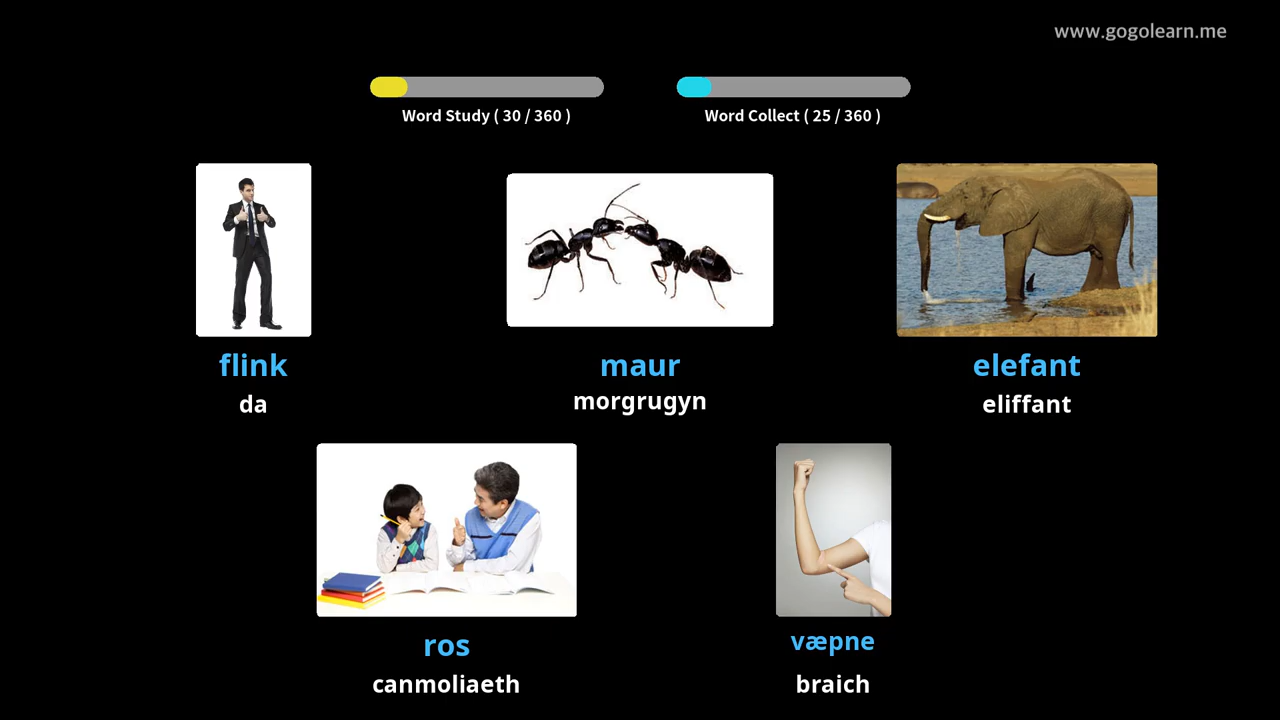 www.gogolearn.me
Word Study ( 30 / 360 )
Word Collect ( 25 / 360 )
flink
maur
elefant
da
morgrugyn
eliffant
ros
væpne
canmoliaeth
braich